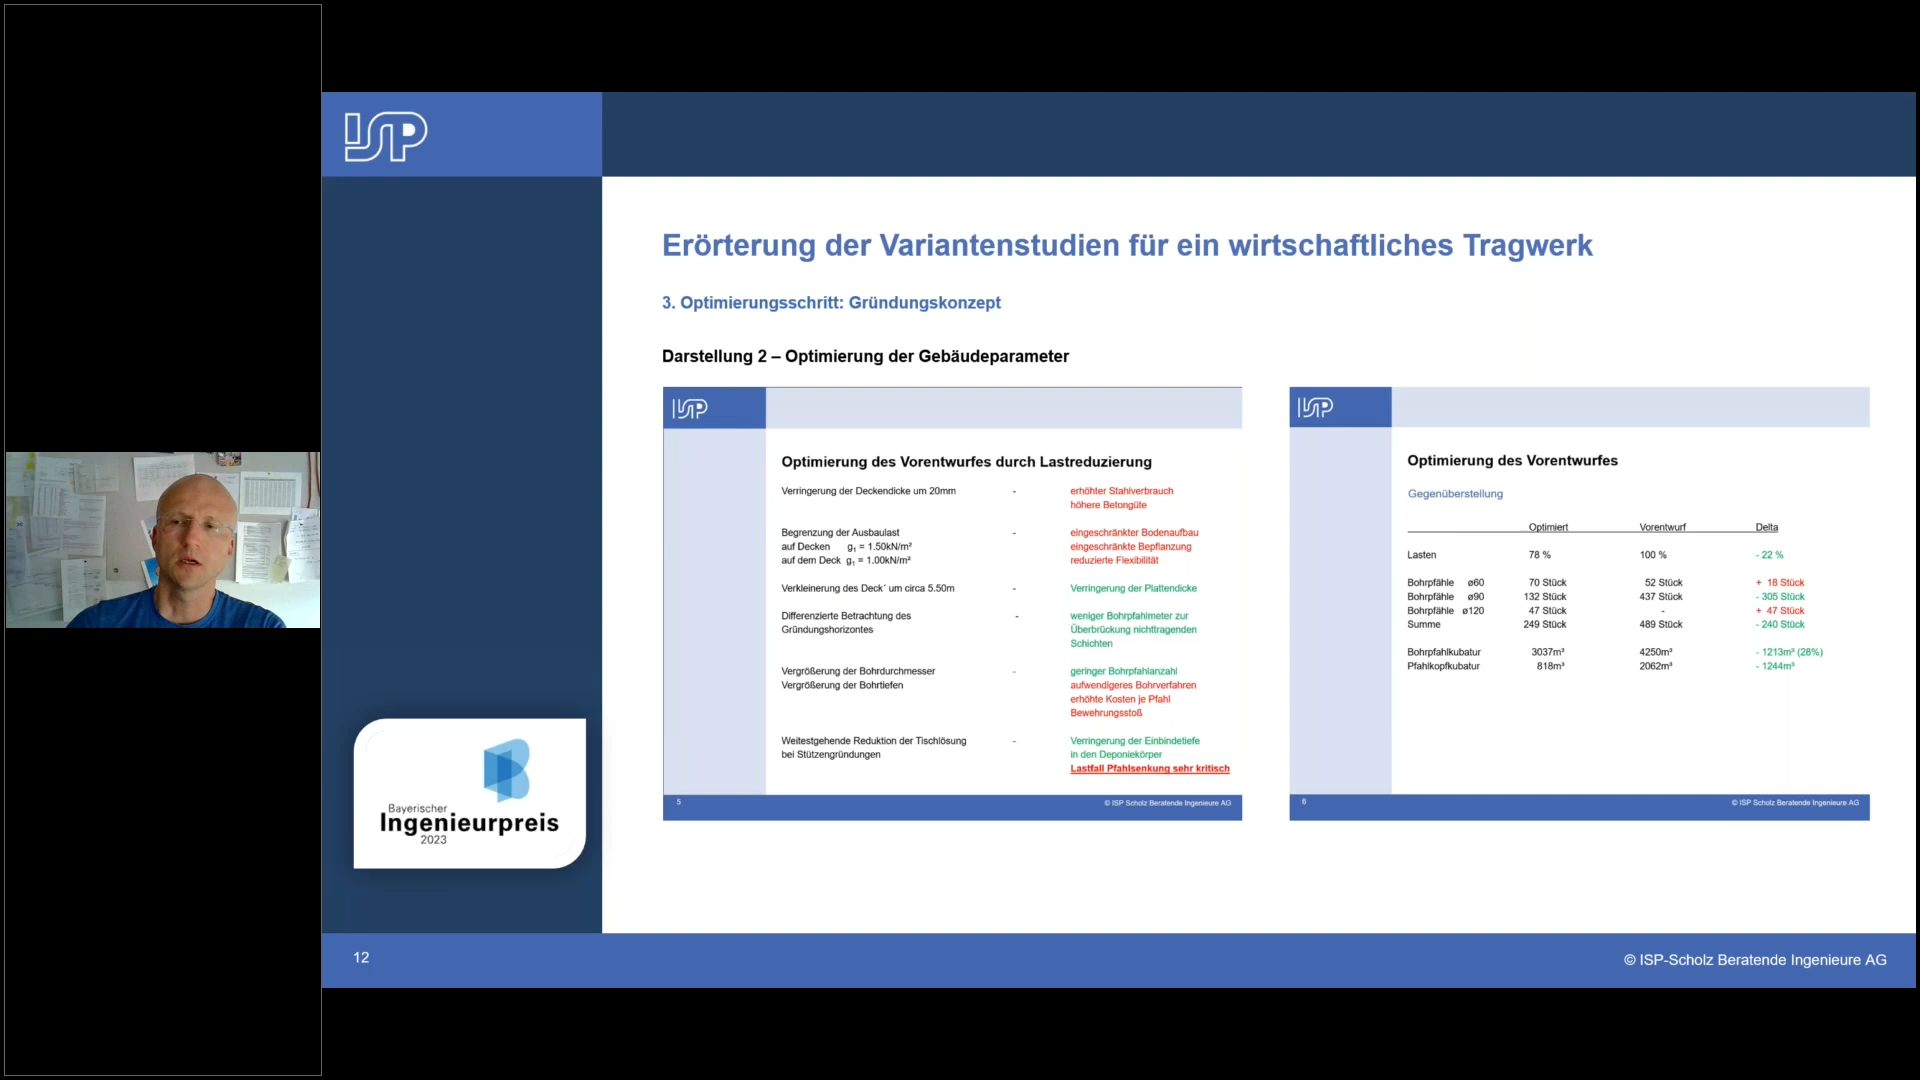 ISP
Erörterung der Variantenstudien für ein wirtschaftliches Tragwerk
3. Optimierungsschritt: Gründungskonzept
Darstellung 2 – Optimierung der Gebäudeparameter
ISP
Optimierung des Vorentwurfes durch Lastreduzierung
Verringerung der Deckendicke um 20mm - erhöhter Stahlverbrauch
höhere Betongüte
Begrenzung der Ausbaulast - eingeschränkter Bodenaufbau
auf Decken g₁ = 1.50kN/m² eingeschränkte Bepflanzung
auf dem Deck g₁ = 1.00kN/m² reduzierte Flexibilität
Verkleinerung des Deck´ um circa 5.50m - Verringerung der Plattendicke
Differenzierte Betrachtung des - weniger Bohrpfahlmeter zur
Gründungshorizontes Überbrückung nichttragenden
Schichten
Vergrößerung der Bohrdurchmesser - geringer Bohrpfahlanzahl
Vergrößerung der Bohrtiefen aufwendigeres Bohrverfahren
erhöhte Kosten je Pfahl
Bewehrungsstoß
Weitestgehende Reduktion der Tischlösung - Verringerung der Einbindetiefe
bei Stützengründungen in den Deponiekörper
Lastfall Pfahlsenkung sehr kritisch
5 © ISP Scholz Beratende Ingenieure AG
ISP
Optimierung des Vorentwurfes
Gegenüberstellung
Optimiert Vorentwurf Delta
Lasten 78 % 100 % - 22 %
Bohrpfähle ø60 70 Stück 52 Stück + 18 Stück
Bohrpfähle ø90 132 Stück 437 Stück - 305 Stück
Bohrpfähle ø120 47 Stück - + 47 Stück
Summe 249 Stück 489 Stück - 240 Stück
Bohrpfahlkubatur 3037m³ 4250m³ - 1213m³ (28%)
Pfahlkopfkubatur 818m³ 2062m³ - 1244m³
6 © ISP Scholz Beratende Ingenieure AG
Bayerischer
Ingenieurpreis
2023
12 © ISP-Scholz Beratende Ingenieure AG